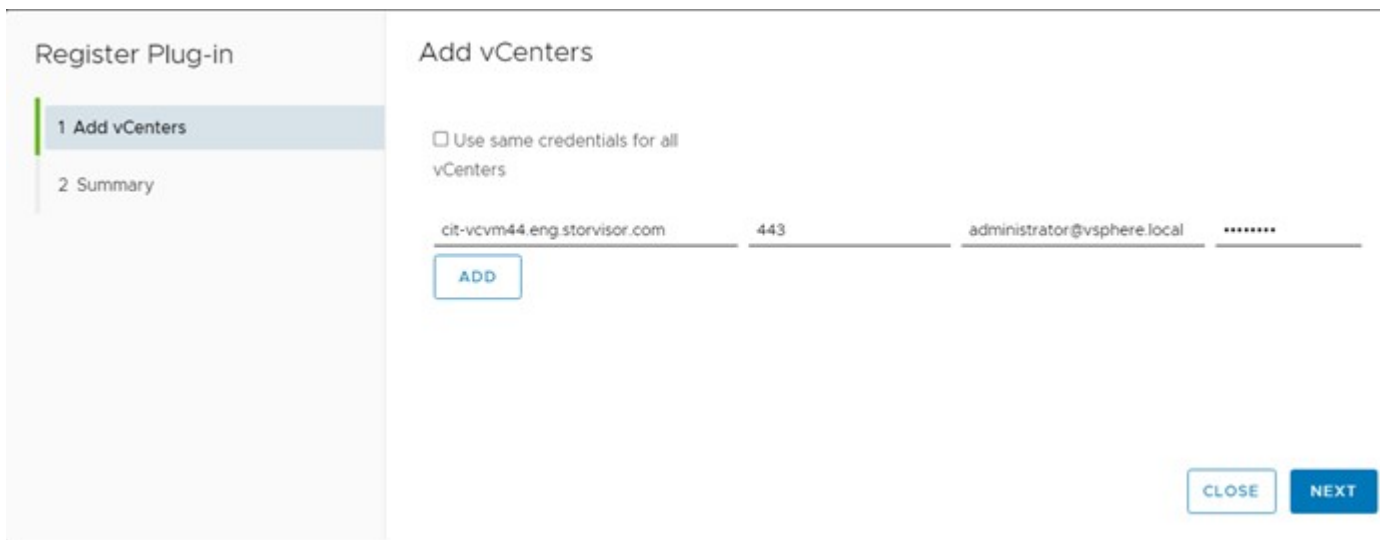 Register Plug-in
1 Add vCenters
2 Summary
Add vCenters
Use same credentials for all
vCenters
cit-vcvm44.eng.storvisor.com 443 administrator@vsphere.local ••••••••
ADD
CLOSE NEXT